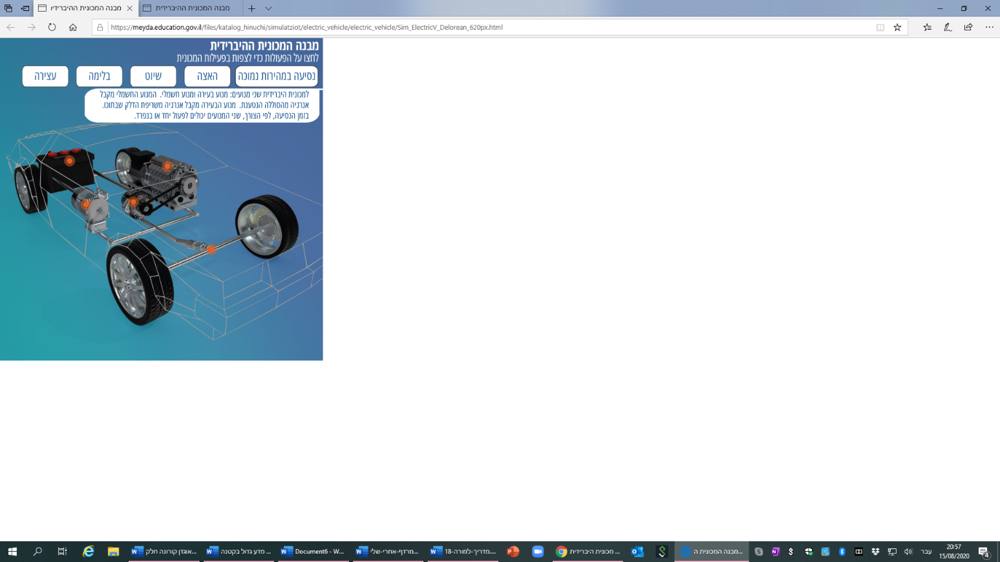 מבנה המכונית ההיברידיו
מבנה המכונית ההיברידית
https://meyda.education.gov.il/files/katalog_hinuchi/simulatziot/electric_vehicle/electric_vehicle/Sim_ElectricV_Delorean_620px.html
מבנה המכונית ההיברידית
לחצו על הפעולות כדי לצפות בפעילות המכונית
נסיעה במהירות נמוכה
האצה
שיוט
בלימה
עצירה
למכונית היברידית שני מנועים: מנוע בעירה ומנוע חשמלי. המנוע החשמלי מקבל
אנרגיה מהסוללה הנטענת. מנוע הבעירה מקבל אנרגיה משריפת הדלק שבתוכו.
בזמן הנסיעה, לפי הצורך, שני המנועים יכולים לפעול יחד או בנפרד.
אוגדן קורונה חלק...
מדע גדול בקטנה ...
Document6 - W...
מרדף-אחרי-שלי...
מדריך-למורה-18...
מכונית היברידית ...
מבנה המכונית ה...
עבר
20:57
15/08/2020
4